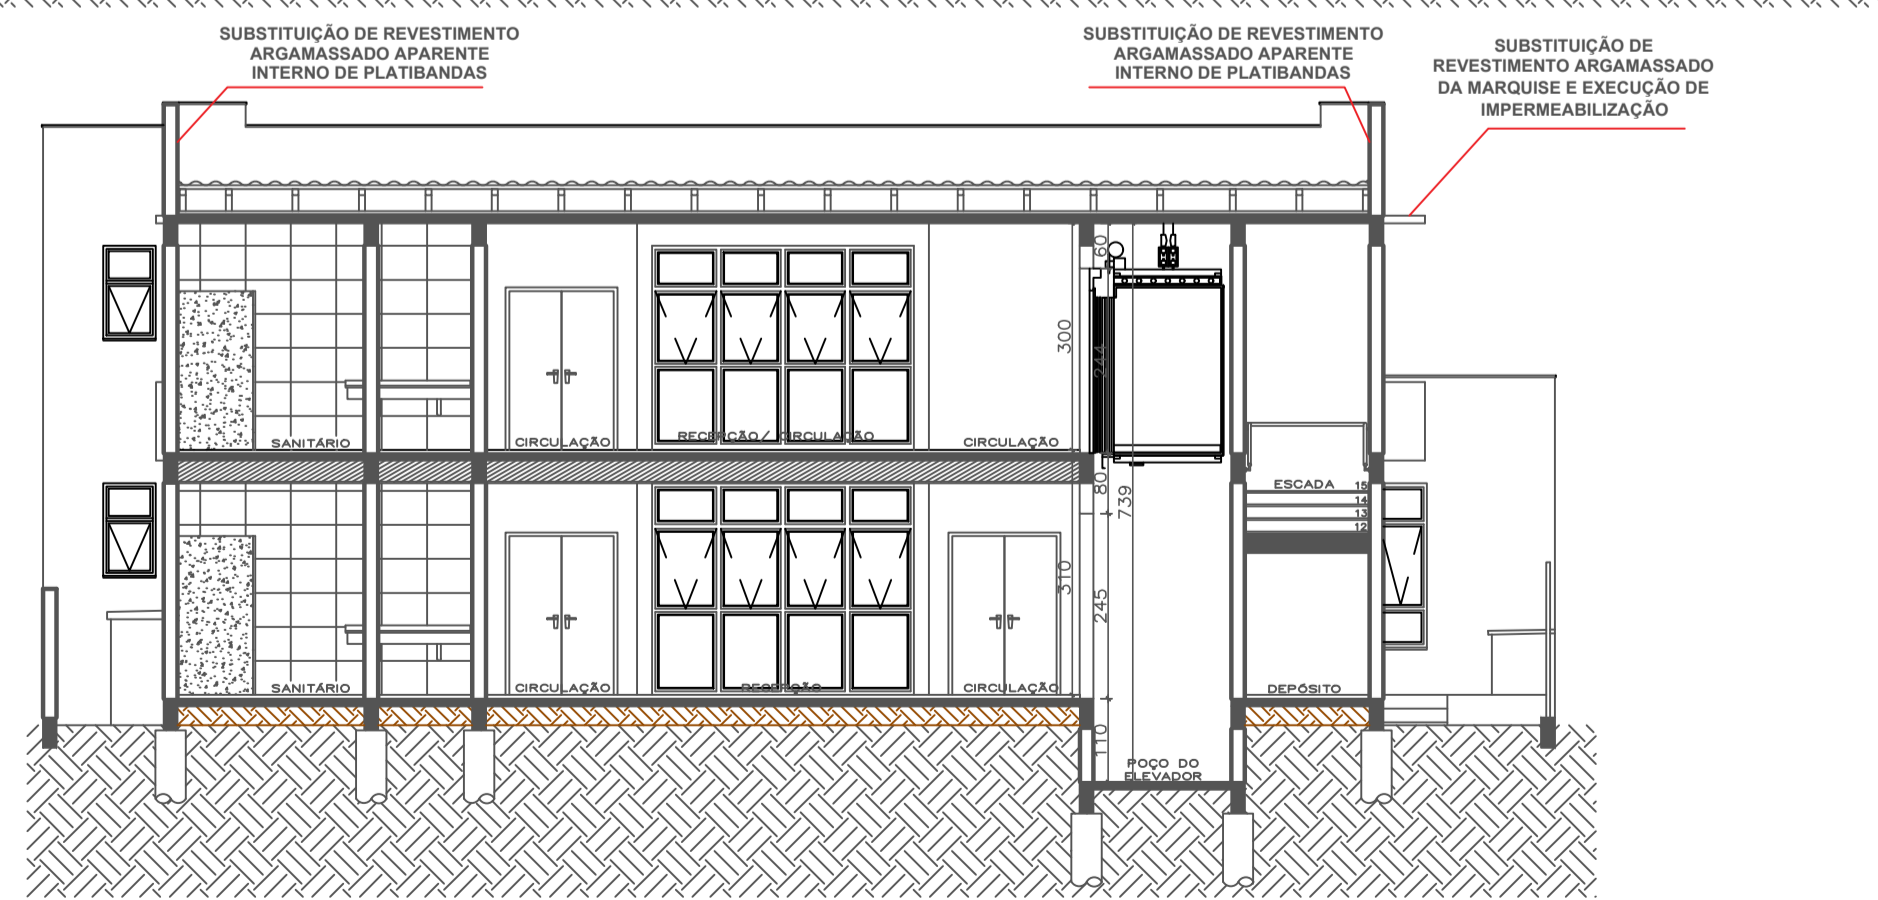 SUBSTITUIÇÃO DE REVESTIMENTO
ARGAMASSADO APARENTE
INTERNO DE PLATIBANDAS
SUBSTITUIÇÃO DE REVESTIMENTO
ARGAMASSADO APARENTE
INTERNO DE PLATIBANDAS
SUBSTITUIÇÃO DE
REVESTIMENTO ARGAMASSADO
DA MARQUISE E EXECUÇÃO DE
IMPERMEABILIZAÇÃO
60
300
244
SANITÁRIO
CIRCULAÇÃO
RECEPÇÃO/ CIRCULAÇÃO
CIRCULAÇÃO
80
739
ESCADA 15
14
13
12
310
245
SANITÁRIO
CIRCULAÇÃO
RECEPÇÃO
CIRCULAÇÃO
DEPÓSITO
110
POÇO DO
ELEVADOR